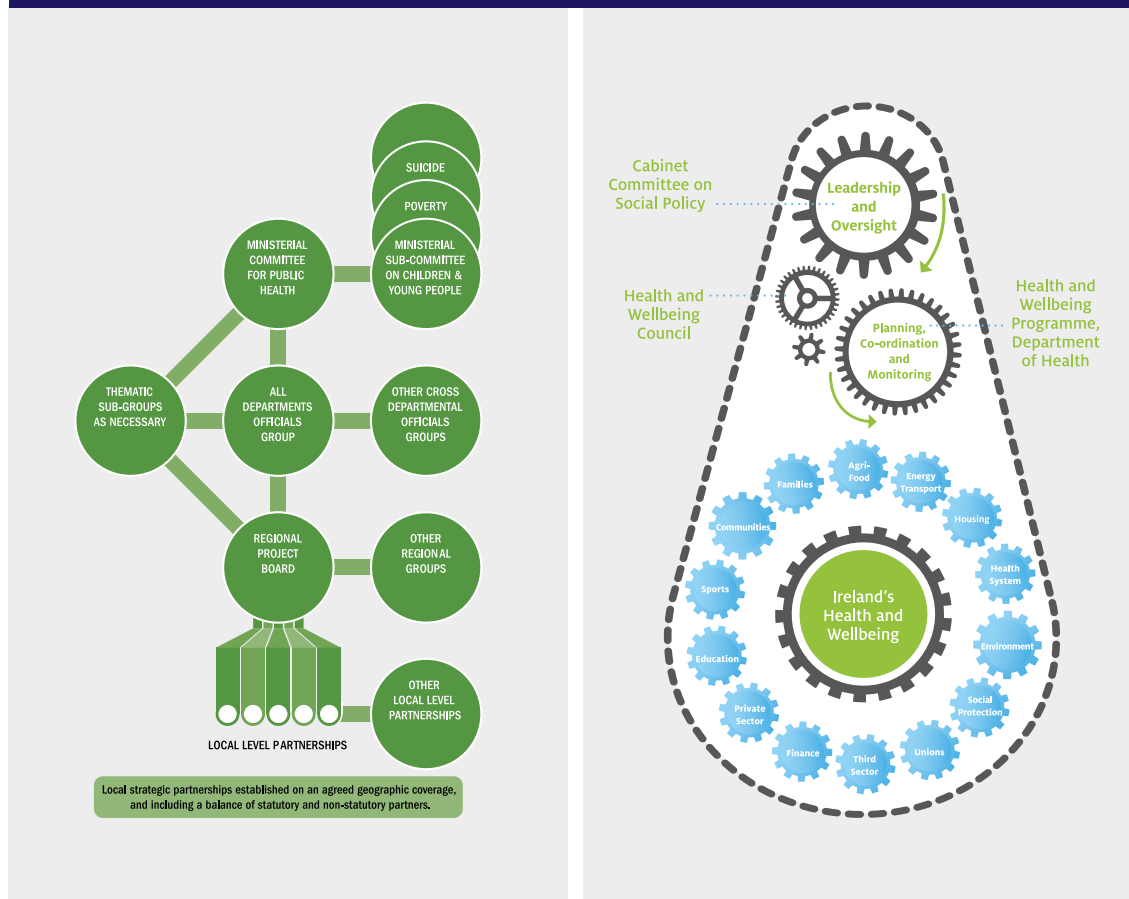 SUICIDE
POVERTY
MINISTERIAL
SUB-COMMITTEE
ON CHILDREN &
YOUNG PEOPLE
MINISTERIAL
COMMITTEE
FOR PUBLIC
HEALTH
THEMATIC
SUB-GROUPS
AS NECESSARY
ALL
DEPARTMENTS
OFFICIALS
GROUP
OTHER CROSS
DEPARTMENTAL
OFFICIALS
GROUPS
REGIONAL
PROJECT
BOARD
OTHER
REGIONAL
GROUPS
OTHER
LOCAL LEVEL
PARTNERSHIPS
LOCAL LEVEL PARTNERSHIPS
Local strategic partnerships established on an agreed geographic coverage,
and including a balance of statutory and non-statutory partners.
Cabinet
Committee on
Social Policy
Leadership
and
Oversight
Health and
Wellbeing
Council
Planning,
Co-ordination
and
Monitoring
Health and
Wellbeing
Programme,
Department
of Health
Agri-
Food
Energy
Transport
Housing
Health
System
Environment
Social
Protection
Unions
Third
Sector
Finance
Private
Sector
Education
Sports
Communities
Families
Ireland's
Health and
Wellbeing